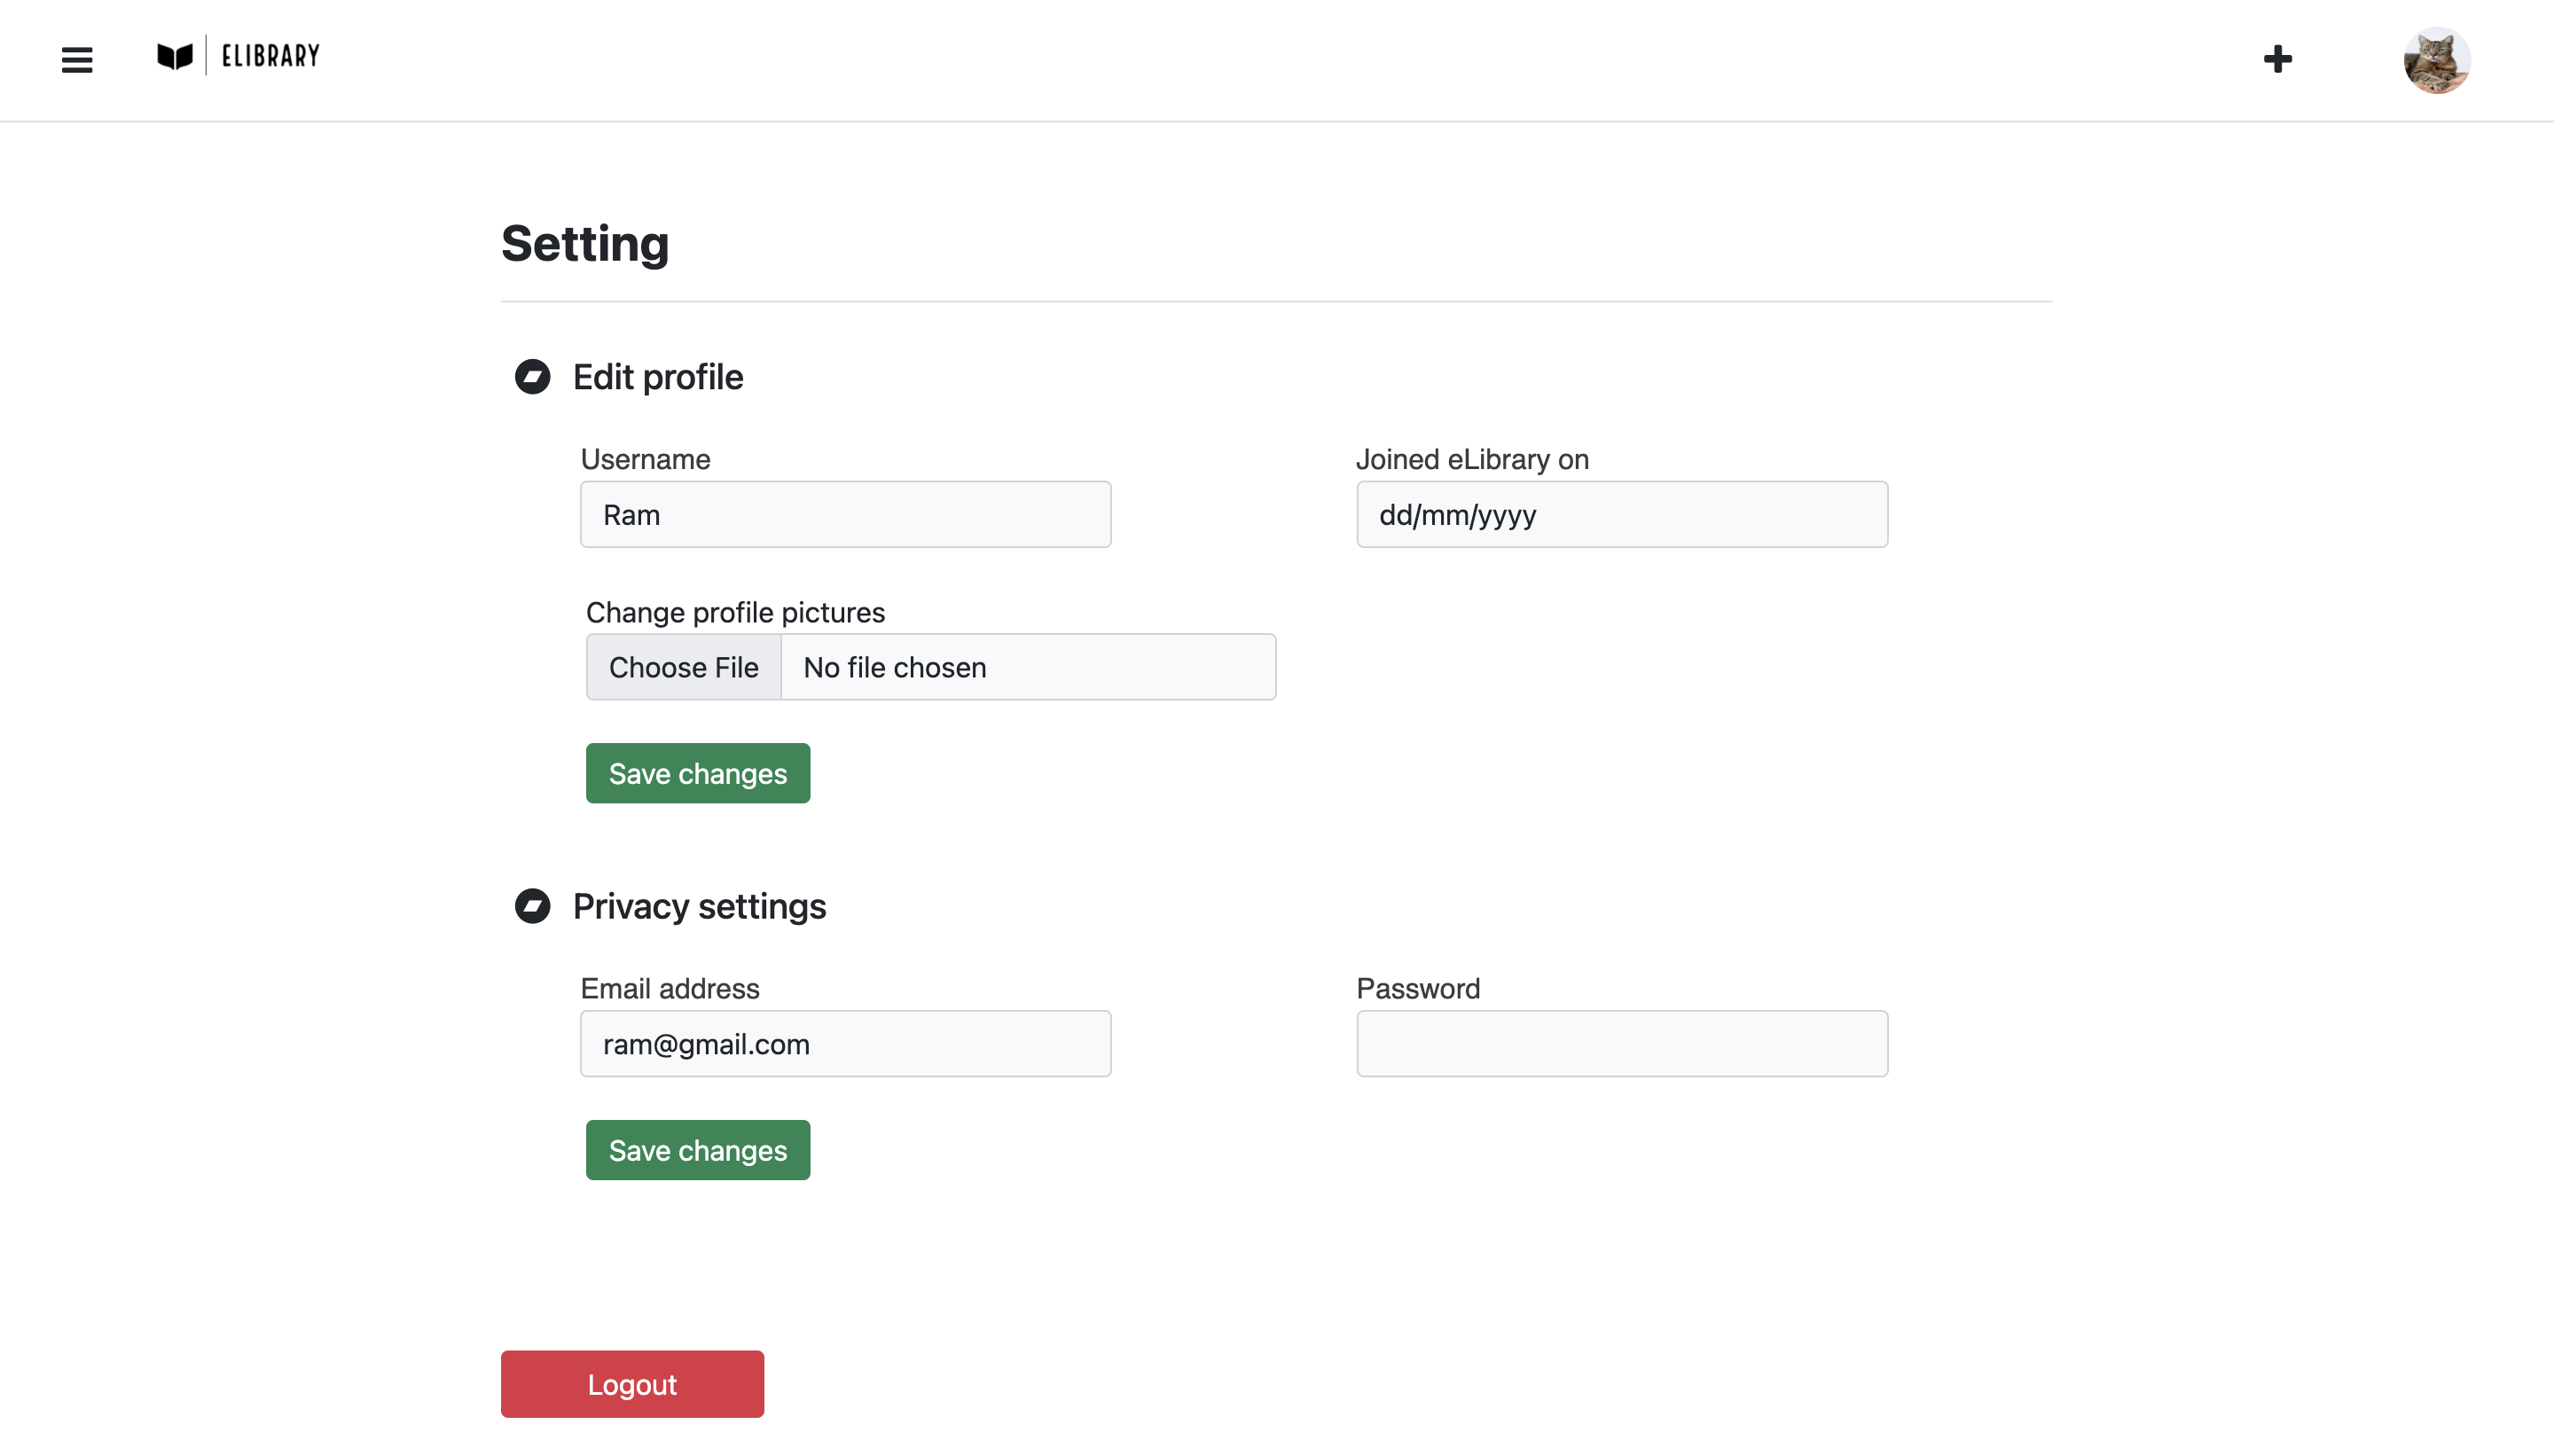 ELIBRARY
Setting
Edit profile
Username
Joined eLibrary on
Ram
dd/mm/yyyy
Change profile pictures
Choose File No file chosen
Save changes
Privacy settings
Email address
Password
ram@gmail.com
Save changes
Logout